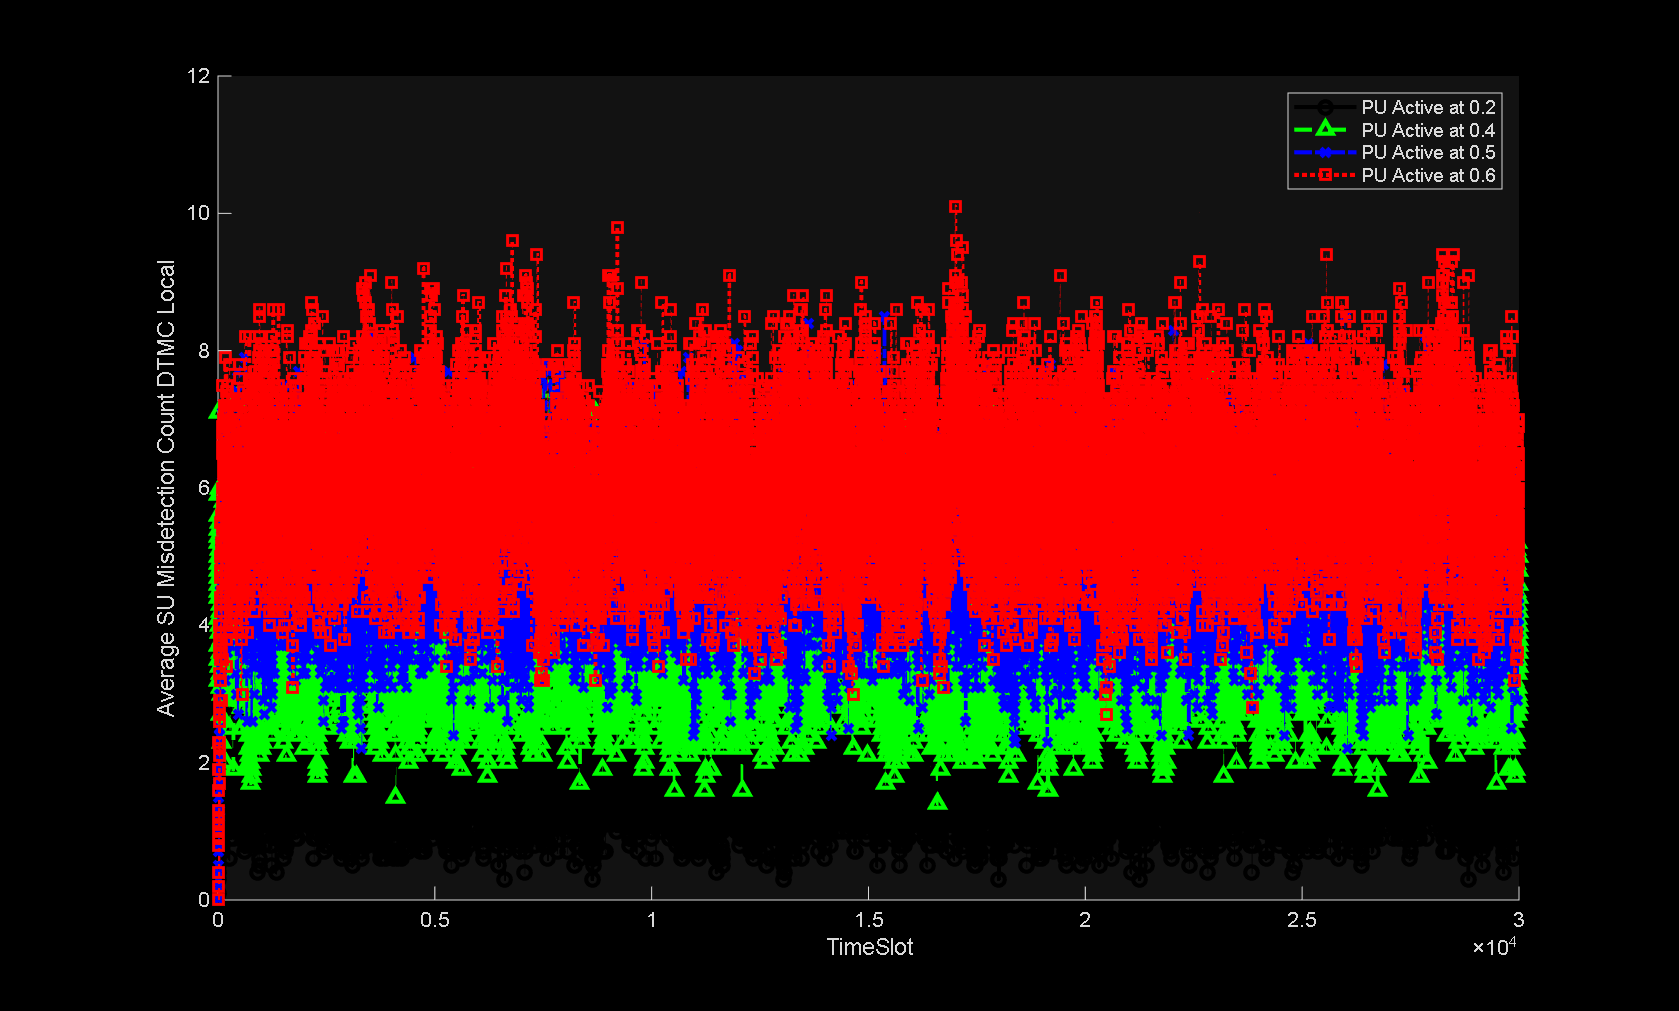 12
10
8
6
4
2
0
Average SU Misdetection Count DTMC Local
PU Active at 0.2
PU Active at 0.4
PU Active at 0.5
PU Active at 0.6
0 0.5 1 1.5 2 2.5 3
TimeSlot
×10⁴